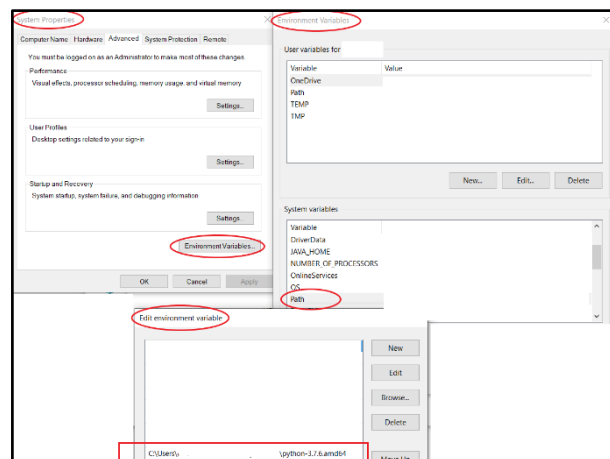 System Properties
Computer Name Hardware Advanced System Protection Remote
You must be logged on as an Administrator to make most of these changes.
Performance
Visual effects, processor scheduling, memory usage, and virtual memory
Settings...
User Profiles
Desktop settings related to your sign-in
Settings...
Startup and Recovery
System startup, system failure, and debugging information
Settings...
Environment Variables...
OK Cancel Apply
Environment Variables
User variables for
Variable Value
OneDrive
Path
TEMP
TMP
New... Edit... Delete
System variables
Variable
DriverData
JAVA_HOME
NUMBER_OF_PROCESSORS
OnlineServices
OS
Path
Edit environment variable
New
Edit
Browse...
Delete
C:\Users\ \python-3.7.6.amd64
Move Up